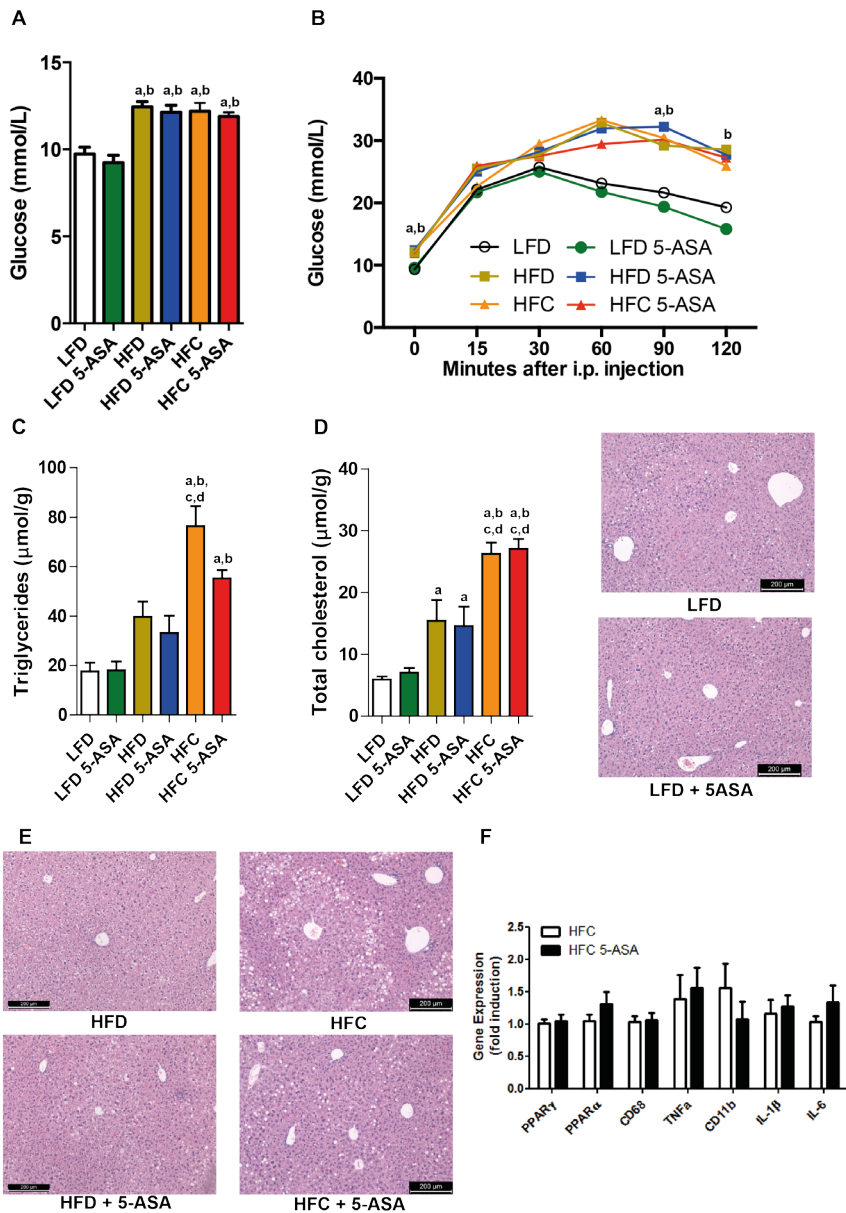 A
B
Glucose (mmol/L)
15
10
5
0
a,b
a,b
a,b
a,b
LFD
LFD 5-ASA
HFD
HFD 5-ASA
HFC
HFC 5-ASA
Glucose (mmol/L)
40
30
20
10
0
a,b
a,b
b
LFD
LFD 5-ASA
HFD
HFD 5-ASA
HFC
HFC 5-ASA
0
15
30
60
90
120
Minutes after i.p. injection
C
D
Triglycerides (μmol/g)
100
80
60
40
20
0
a,b,
c,d
a,b
LFD
LFD 5-ASA
HFD
HFD 5-ASA
HFC
HFC 5-ASA
Total cholesterol (μmol/g)
40
30
20
10
0
a
a
a,b
c,d
a,b
c,d
LFD
LFD 5-ASA
HFD
HFD 5-ASA
HFC
HFC 5-ASA
200 μm
LFD
200 μm
LFD + 5ASA
E
F
200 μm
HFD
200 μm
HFC
200 μm
HFD + 5-ASA
200 μm
HFC + 5-ASA
Gene Expression
(fold induction)
2.5
2.0
1.5
1.0
0.5
0.0
HFC
HFC 5-ASA
PPARγ
PPARα
CD68
TNFa
CD11b
IL-1β
IL-6